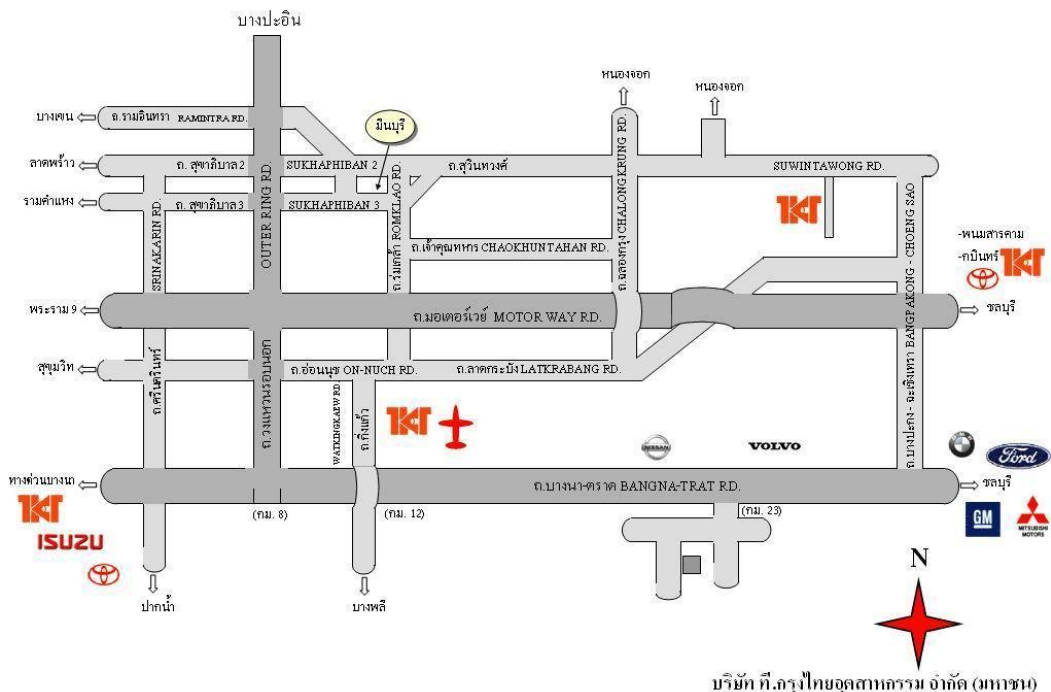 บางปะอิน
หนองจอก
หนองจอก
บางเขน
ถ.รามอินทรา RAMINTRA RD.
มีนบุรี
ลาดพร้าว
ถ. สุขาภิบาล2 SUKHAPHIBAN 2
ถ.สุวินทวงศ์
SUWINTAWONG RD.
รามคำแหง
ถ. สุขาภิบาล3 SUKHAPHIBAN 3
TKT
SRINAKARIN RD.
OUTER RING RD.
ถ.ร่มเกล้า ROMKLAO RD.
ถ.ฉลองกรุง CHALONGKRUNG RD.
ถ.เจ้าคุณทหาร CHAOKHUNTAHAN RD.
-พนมสารคาม
-กบินทร์
TKT
พระราม 9
ถ.มอเตอร์เวย์ MOTOR WAY RD.
ชลบุรี
สุขุมวิท
ถ.อ่อนนุช ON-NUCH RD.
ถ.ลาดกระบัง LATKRABANG RD.
ถ.ศรีนครินทร์
ถ.วงแหวนรอบนอก
WATKINGKAEW RD.
ถ.กิ่งแก้ว
TKT
ถ.บางปะกง - ฉะเชิงเทรา BANGPAKONG - CHOENG SAO
NISSAN
VOLVO
BMW
Ford
ทางด่วนบางนา
ถ.บางนา-ตราด BANGNA-TRAT RD.
ชลบุรี
TKT
(กม. 8)
(กม. 12)
(กม. 23)
GM
MITSUBISHI
MOTORS
ISUZU
N
ปากน้ำ
บางพลี
บริษัท ที.กรุงไทยอุตสาหกรรม จำกัด (มหาชน)